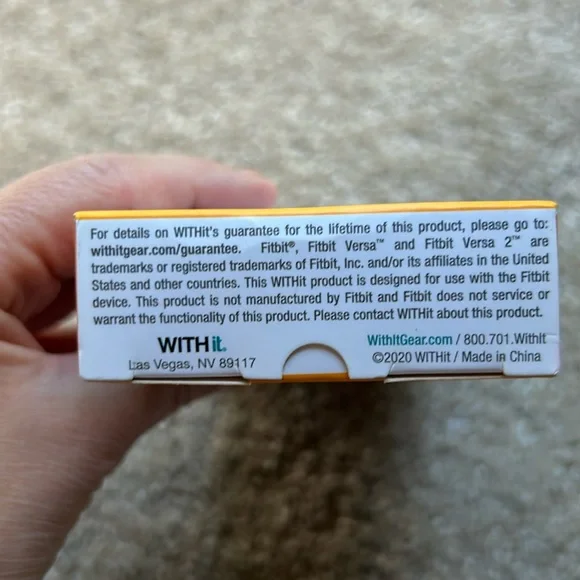 For details on WITHit's guarantee for the lifetime of this product, please go to:
withitgear.com/guarantee. Fitbit®, Fitbit Versa™ and Fitbit Versa 2™ are
trademarks or registered trademarks of Fitbit, Inc. and/or its affiliates in the United
States and other countries. This WITHit product is designed for use with the Fitbit
device. This product is not manufactured by Fitbit and Fitbit does not service or
warrant the functionality of this product. Please contact WITHit about this product.
WITHit.
Las Vegas, NV 89117
WithItGear.com / 800.701.WithIt
©2020 WITHit / Made in China